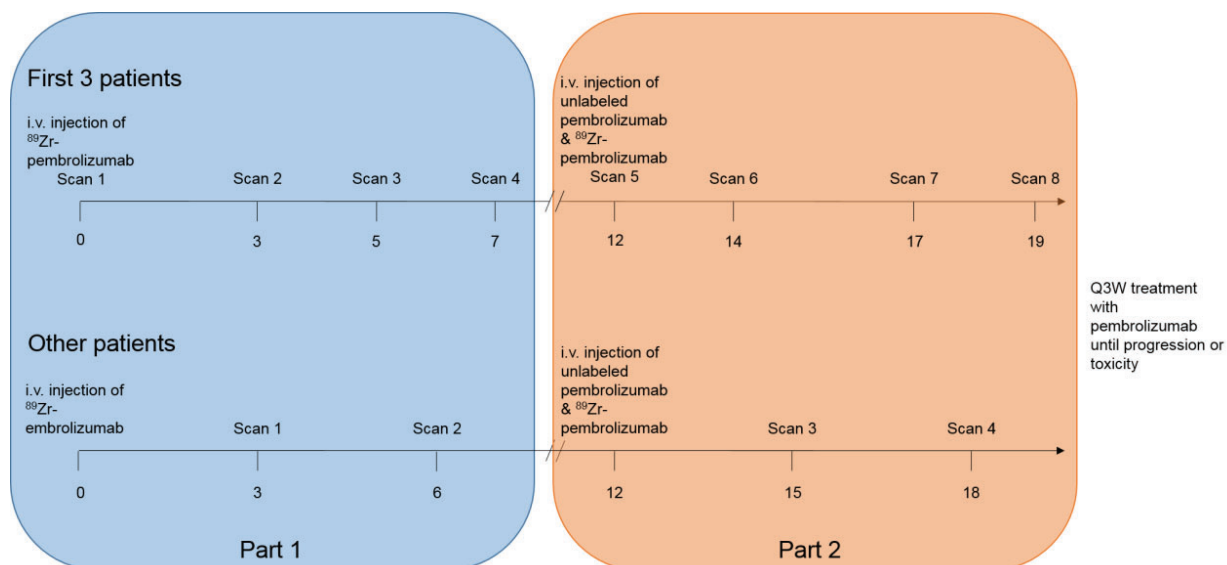 First 3 patients
i.v. injection of
⁸⁹Zr-
pembrolizumab
Scan 1
Scan 2
Scan 3
Scan 4
0
3
5
7
i.v. injection of
unlabeled
pembrolizumab
& ⁸⁹Zr-
pembrolizumab
Scan 5
Scan 6
Scan 7
Scan 8
12
14
17
19
Other patients
i.v. injection of
⁸⁹Zr-
embrolizumab
Scan 1
Scan 2
0
3
6
i.v. injection of
unlabeled
pembrolizumab
& ⁸⁹Zr-
pembrolizumab
Scan 3
Scan 4
12
15
18
Part 1
Part 2
Q3W treatment
with
pembrolizumab
until progression or
toxicity